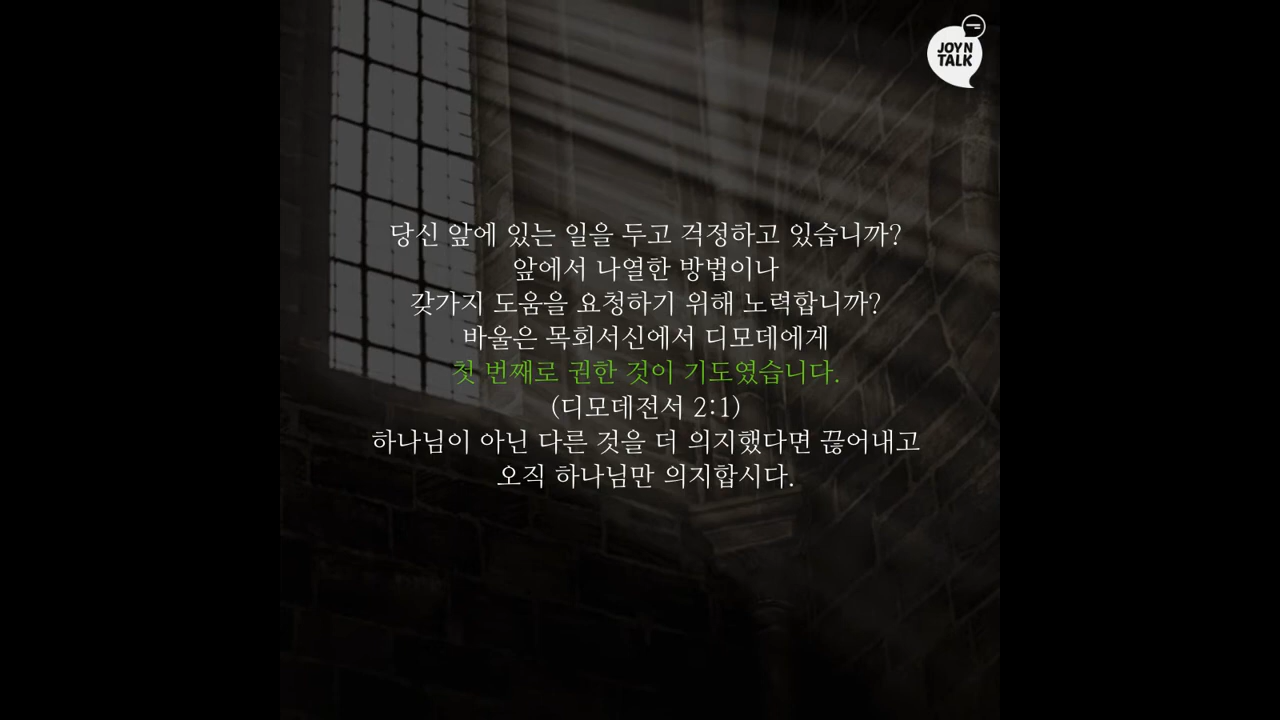 JOYN
TALK
당신 앞에 있는 일을 두고 걱정하고 있습니까?
앞에서 나열한 방법이나
갖가지 도움을 요청하기 위해 노력합니까?
바울은 목회서신에서 디모데에게
첫 번째로 권한 것이 기도였습니다.
(디모데전서 2:1)
하나님이 아닌 다른 것을 더 의지했다면 끊어내고
오직 하나님만 의지합시다.